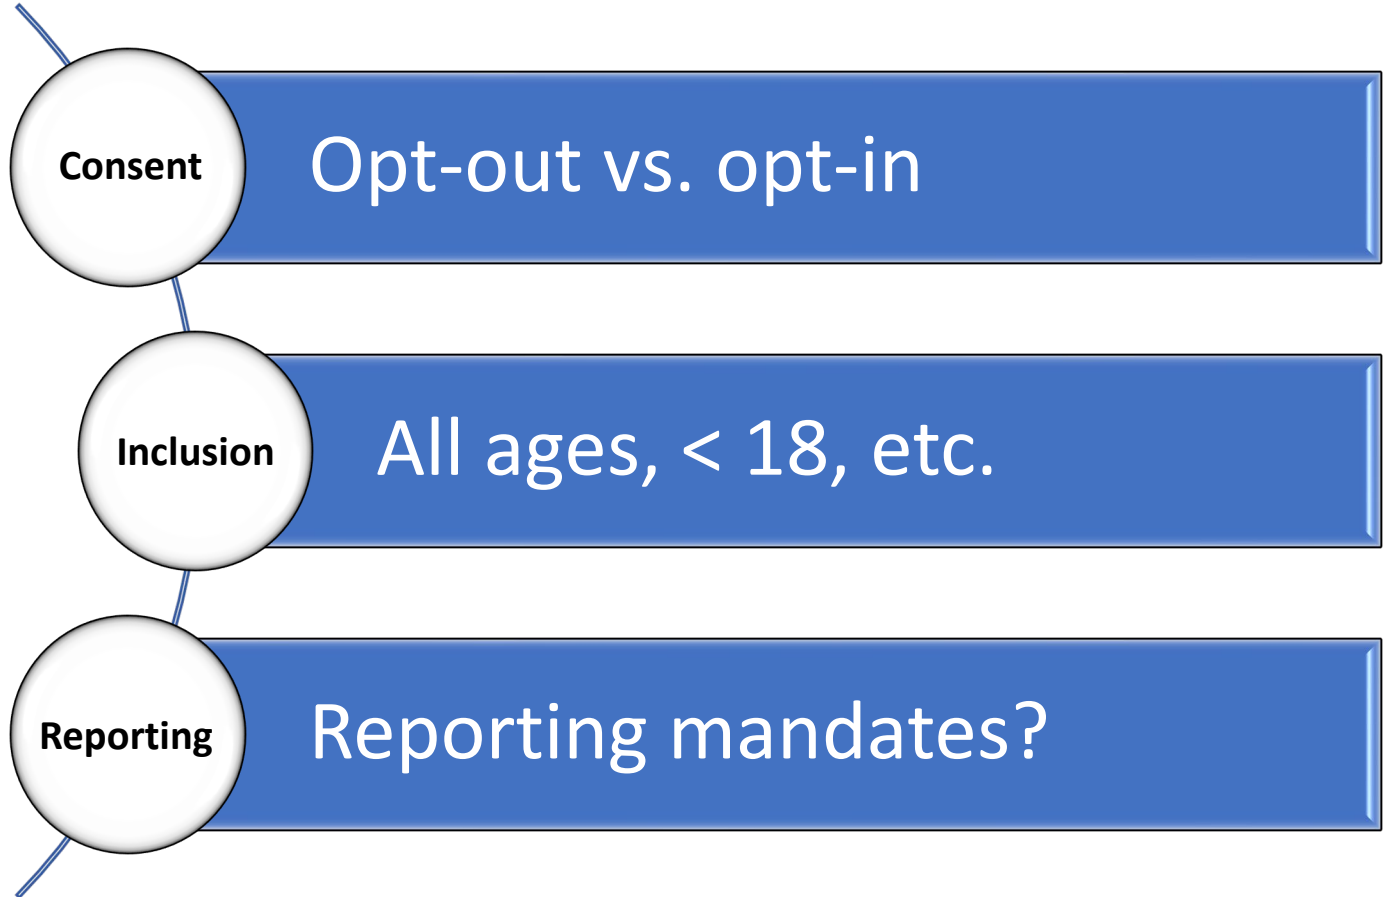 Consent
Opt-out vs. opt-in
Inclusion
All ages, < 18, etc.
Reporting
Reporting mandates?